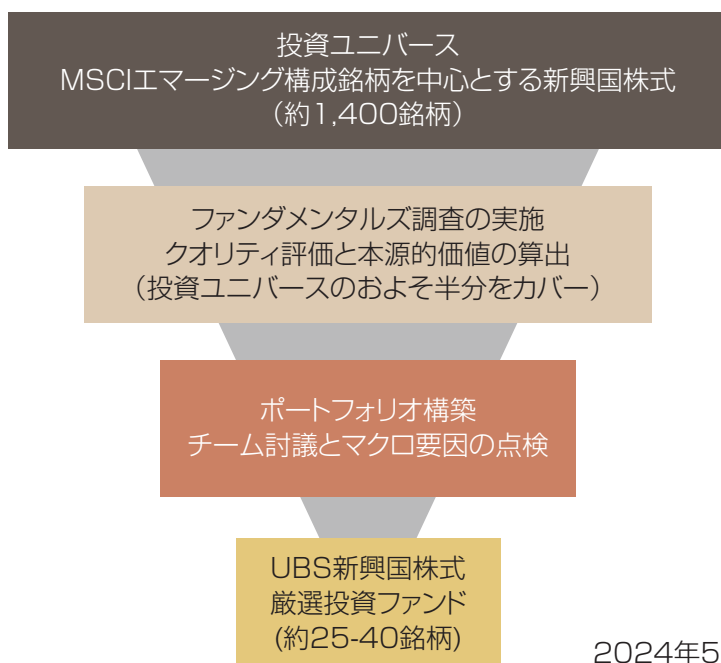 投資ユニバース
MSCIエマージング構成銘柄を中心とする新興国株式
（約1,400銘柄）
ファンダメンタルズ調査の実施
クオリティ評価と本源的価値の算出
（投資ユニバースのおよそ半分をカバー）
ポートフォリオ構築
チーム討議とマクロ要因の点検
UBS新興国株式
厳選投資ファンド
(約25-40銘柄)
2024年5